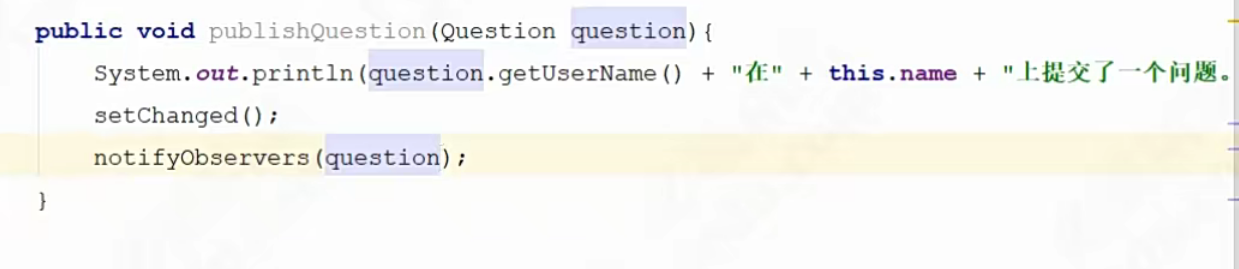 public void publishQuestion(Question question){
System.out.println(question.getUserName() + "在" + this.name + "上提交了一个问题。
setChanged();
notifyObservers(question);
}